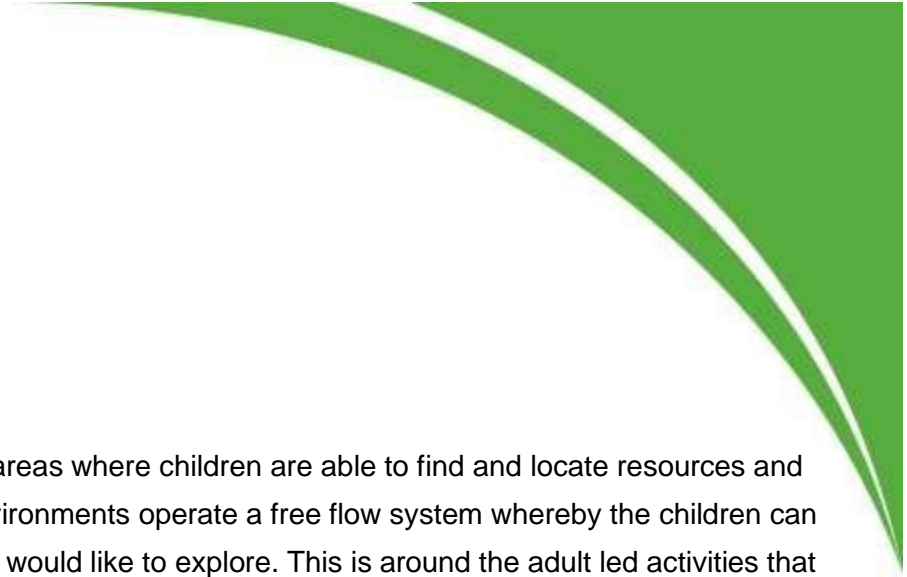 areas where children are able to find and locate resources and
vironments operate a free flow system whereby the children can
would like to explore. This is around the adult led activities that